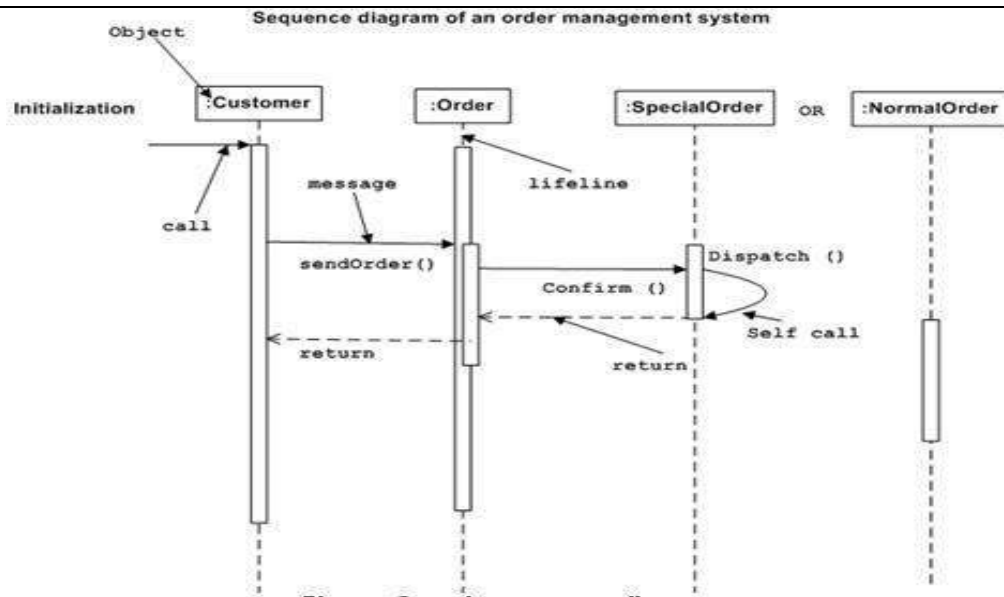 Sequence diagram of an order management system
Object
Initialization
:Customer
:Order
:SpecialOrder
OR
:NormalOrder
message
lifeline
call
sendOrder()
Dispatch ()
Confirm ()
Self call
return
return